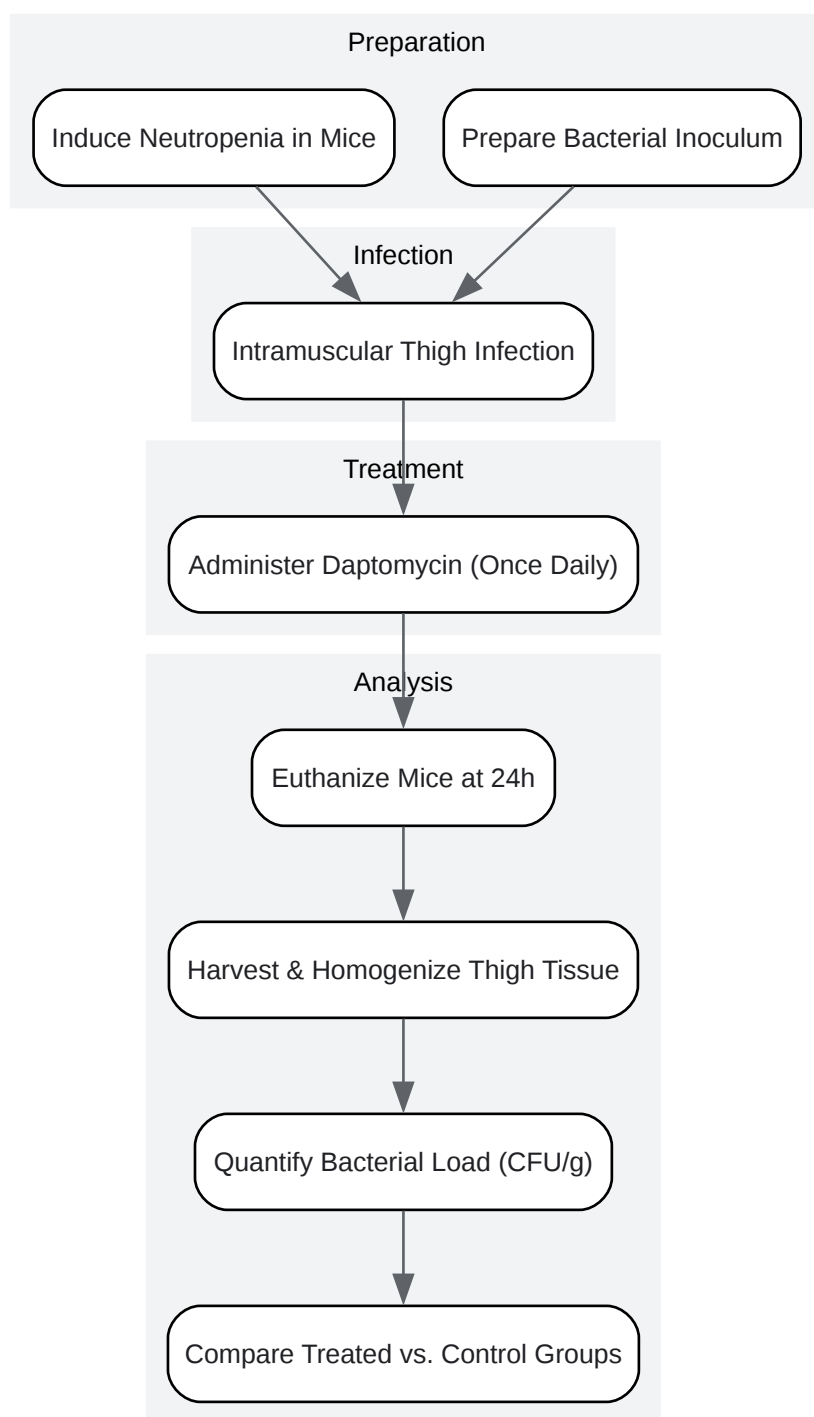 Preparation
Induce Neutropenia in Mice
Prepare Bacterial Inoculum
Infection
Intramuscular Thigh Infection
Treatment
Administer Daptomycin (Once Daily)
Analysis
Euthanize Mice at 24h
Harvest & Homogenize Thigh Tissue
Quantify Bacterial Load (CFU/g)
Compare Treated vs. Control Groups